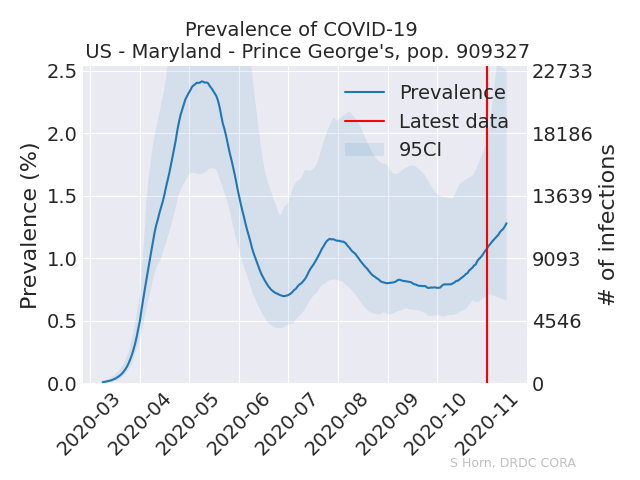 Prevalence of COVID-19
US - Maryland - Prince George's, pop. 909327
Prevalence (%)
2.5
2.0
1.5
1.0
0.5
0.0
22733
18186
13639
9093
4546
0
# of infections
Prevalence
Latest data
95CI
2020-03
2020-04
2020-05
2020-06
2020-07
2020-08
2020-09
2020-10
2020-11
S Horn, DRDC CORA